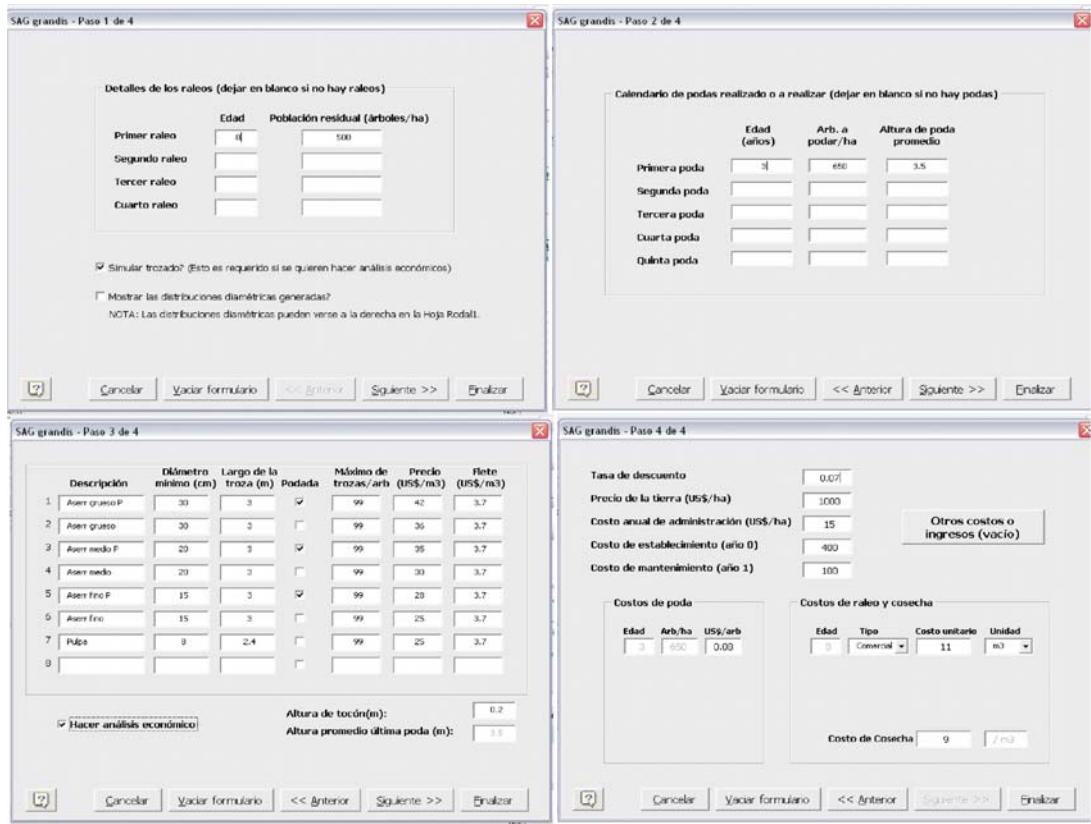 SAG grandis - Paso 1 de 4
Detalles de los raleos (dejar en blanco si no hay raleos)
Edad Población residual (árboles/ha)
Primer raleo 8 500
Segundo raleo
Tercer raleo
Cuarto raleo
Simular trozado? (Esto es requerido si se quieren hacer análisis económicos)
Mostrar las distribuciones diamétricas generadas?
NOTA: Las distribuciones diamétricas pueden verse a la derecha en la Hoja Rodal1.
Cancelar Vaciar formulario << Anterior Siguiente >> Finalizar
SAG grandis - Paso 2 de 4
Calendario de podas realizado o a realizar (dejar en blanco si no hay podas)
Edad (años) Arb. a podar/ha Altura de poda promedio
Primera poda 3 650 3.5
Segunda poda
Tercera poda
Cuarta poda
Quinta poda
Cancelar Vaciar formulario << Anterior Siguiente >> Finalizar
SAG grandis - Paso 3 de 4
Diámetro Largo de la Máximo de Precio Flete
Descripción mínimo (cm) troza (m) Podada trozas/arb (US$/m3) (US$/m3)
1 Aserr grueso P 30 3 99 42 3.7
2 Aserr grueso 30 3 99 36 3.7
3 Aserr medio P 20 3 99 35 3.7
4 Aserr medio 20 3 99 30 3.7
5 Aserr fino P 15 3 99 28 3.7
6 Aserr fino 15 3 99 25 3.7
7 Pulpa 8 2.4 99 25 3.7
8
Hacer análisis económico
Altura de tocón(m): 0.2
Altura promedio última poda (m): 3.5
Cancelar Vaciar formulario << Anterior Siguiente >> Finalizar
SAG grandis - Paso 4 de 4
Tasa de descuento 0.07
Precio de la tierra (US$/ha) 1000
Costo anual de administración (US$/ha) 15
Costo de establecimiento (año 0) 400
Costo de mantenimiento (año 1) 100
Otros costos o
ingresos (vacío)
Costos de poda
Edad Arb/ha US$/arb
3 650 0.08
Costos de raleo y cosecha
Edad Tipo Costo unitario Unidad
8 Comercial 11 m3
Costo de Cosecha 9 / m3
Cancelar Vaciar formulario << Anterior Siguiente >> Finalizar